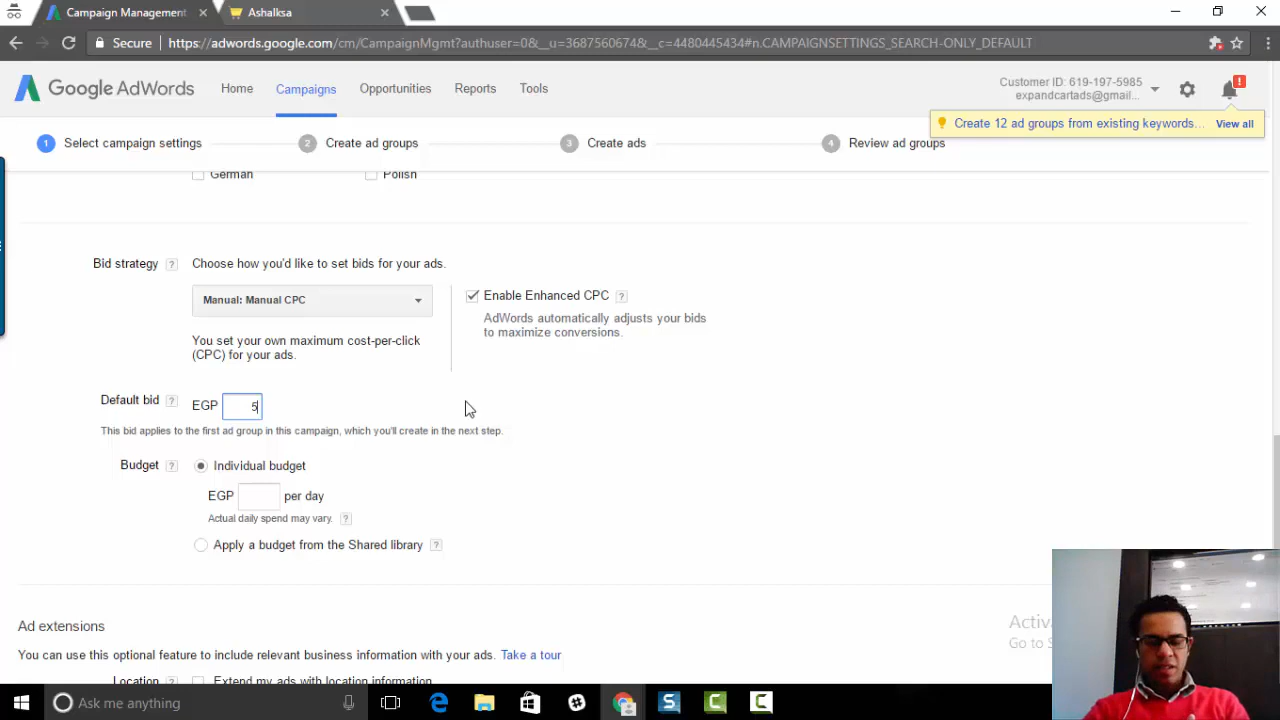 Campaign Management
Ashalksa
Secure
https://adwords.google.com/cm/CampaignMgmt?authuser=0&__u=3687560674&__c=4480445434#n.CAMPAIGNSETTINGS_SEARCH-ONLY_DEFAULT
Google AdWords
Home
Campaigns
Opportunities
Reports
Tools
Customer ID: 619-197-5985
expandcartads@gmail...
!
Create 12 ad groups from existing keywords... View all
1 Select campaign settings
2 Create ad groups
3 Create ads
4 Review ad groups
German
Polish
Bid strategy ? Choose how you'd like to set bids for your ads.
Manual: Manual CPC
Enable Enhanced CPC ?
AdWords automatically adjusts your bids
to maximize conversions.
You set your own maximum cost-per-click
(CPC) for your ads.
Default bid ? EGP 5
This bid applies to the first ad group in this campaign, which you'll create in the next step.
Budget ? Individual budget
EGP per day
Actual daily spend may vary. ?
Apply a budget from the Shared library ?
Ad extensions
You can use this optional feature to include relevant business information with your ads. Take a tour
Location Extend my ads with location information
Go to
Ask me anything